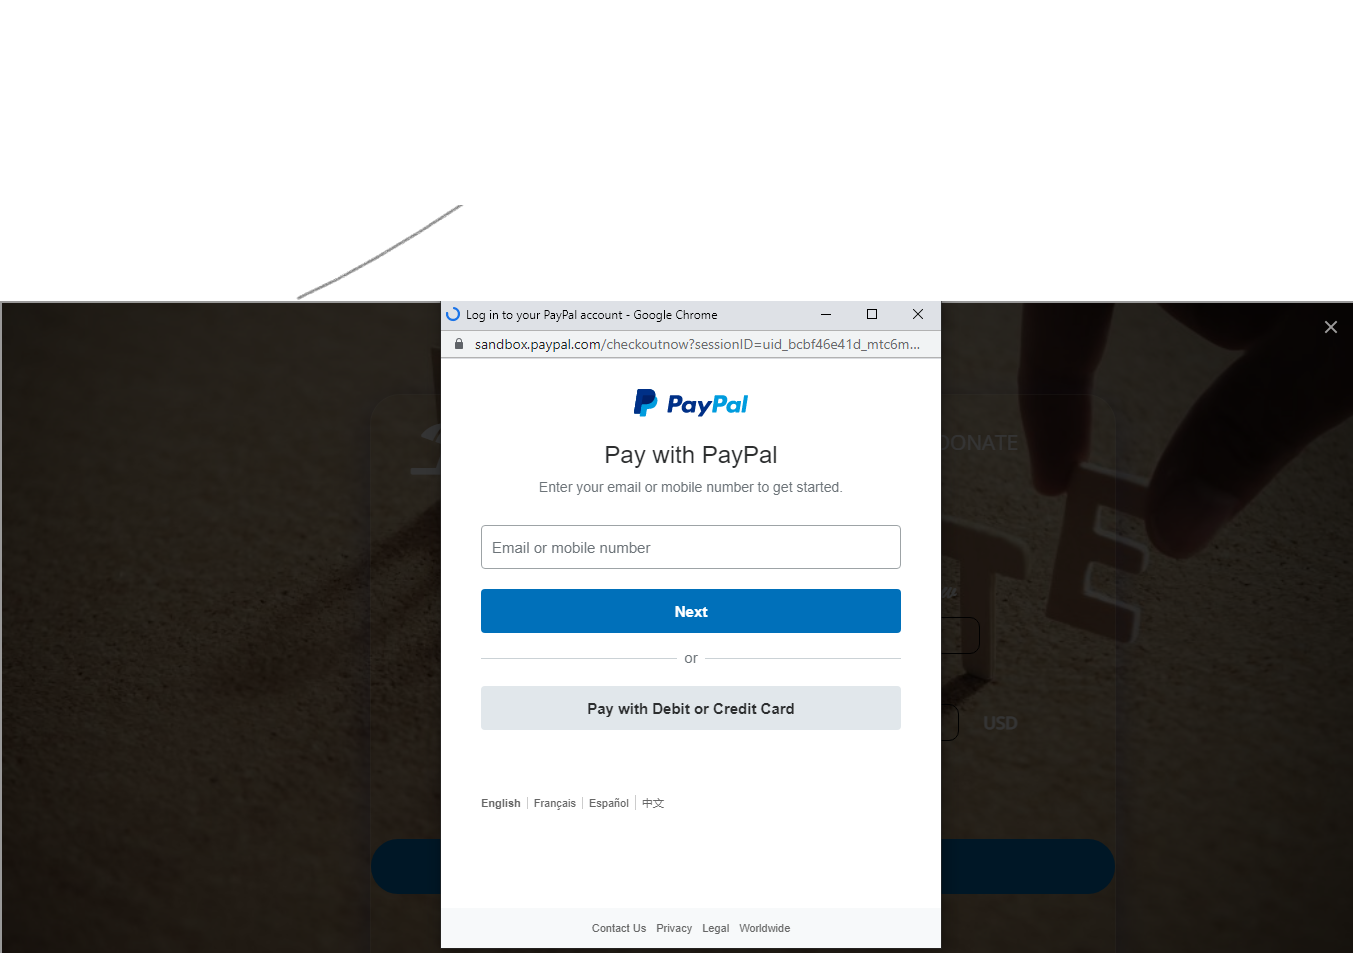 Log in to your PayPal account - Google Chrome
sandbox.paypal.com/checkoutnow?sessionID=uid_bcbf46e41d_mtc6m...
PayPal
DONATE
Pay with PayPal
Enter your email or mobile number to get started.
Email or mobile number
Next
or
Pay with Debit or Credit Card
USD
English Français Español 中文
Contact Us Privacy Legal Worldwide